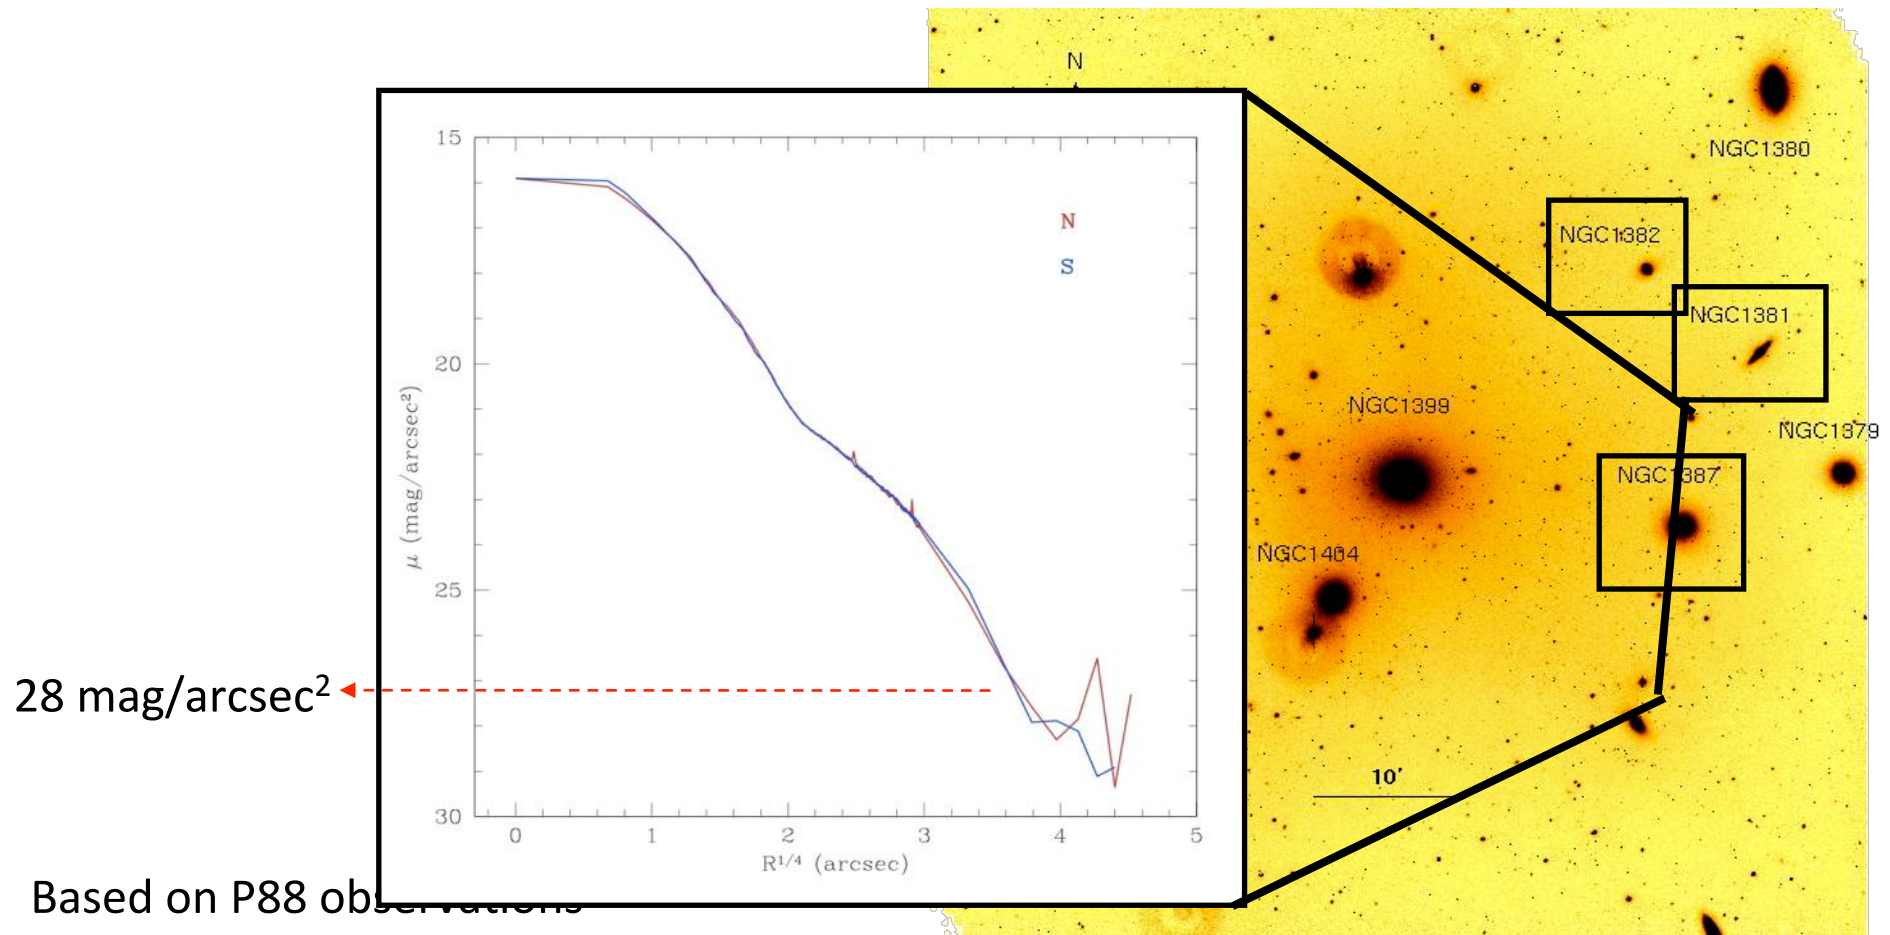 N
NGC1380
15
N
NGC1382
S
NGC1381
20
NGC1399
NGC1379
μ (mag/arcsec²)
NGC1387
NGC1404
25
28 mag/arcsec²
10'
30
0 1 2 3 4 5
R¹/⁴ (arcsec)
Based on P88 observations